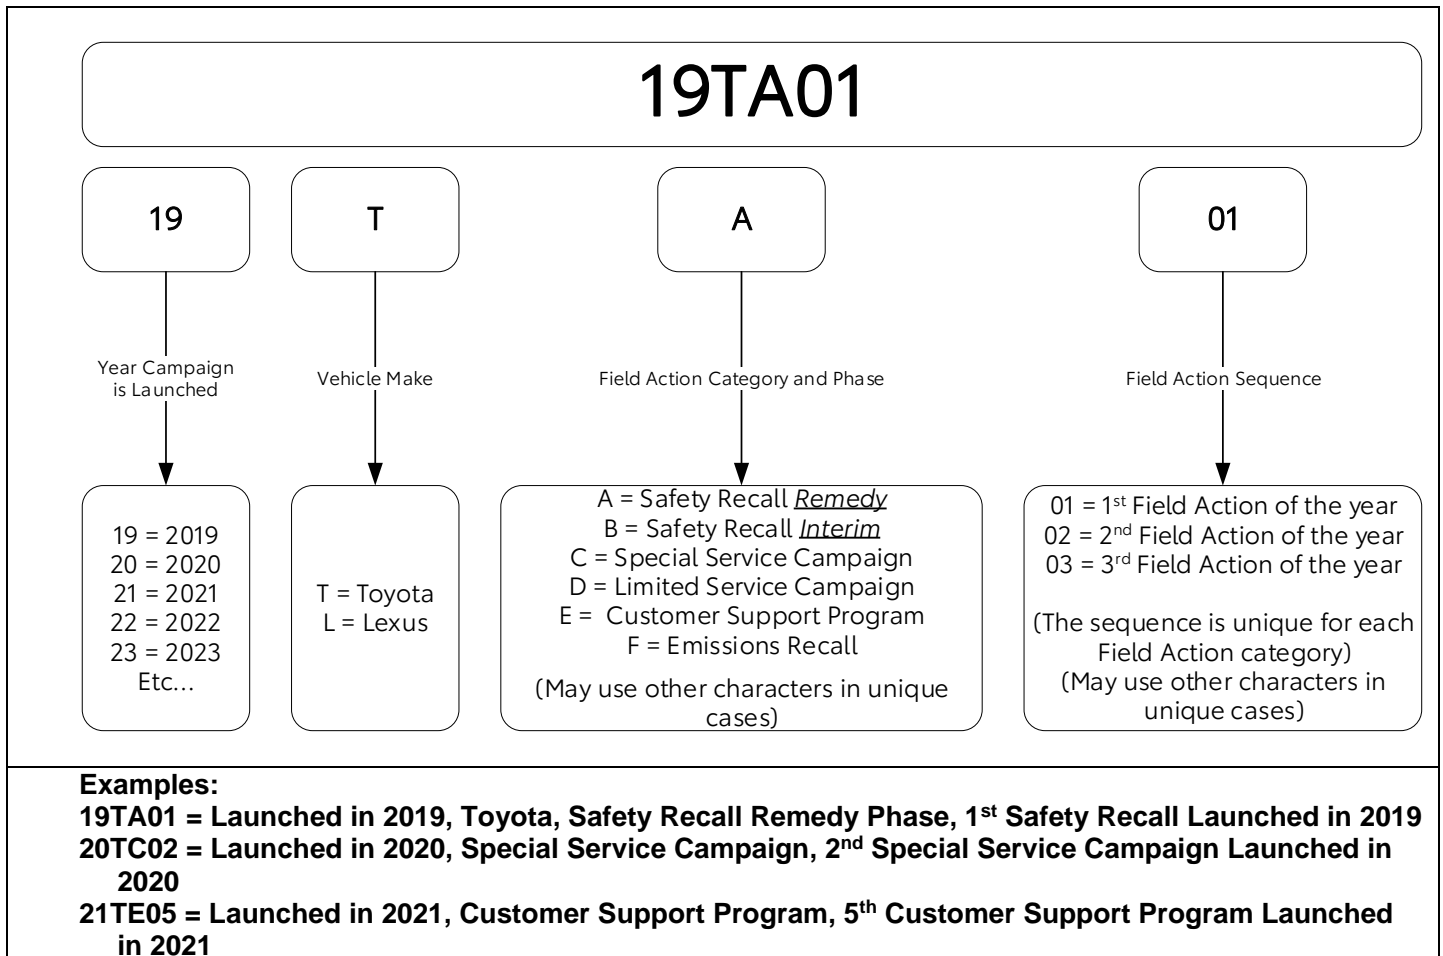 19TA01
19
T
A
01
Year Campaign
is Launched
Vehicle Make
Field Action Category and Phase
Field Action Sequence
19 = 2019
20 = 2020
21 = 2021
22 = 2022
23 = 2023
Etc…
T = Toyota
L = Lexus
A = Safety Recall Remedy
B = Safety Recall Interim
C = Special Service Campaign
D = Limited Service Campaign
E =  Customer Support Program
F = Emissions Recall
(May use other characters in unique
cases)
01 = 1st Field Action of the year
02 = 2nd Field Action of the year
03 = 3rd Field Action of the year
(The sequence is unique for each
Field Action category)
(May use other characters in
unique cases)
Examples:
19TA01 = Launched in 2019, Toyota, Safety Recall Remedy Phase, 1st Safety Recall Launched in 2019
20TC02 = Launched in 2020, Special Service Campaign, 2nd Special Service Campaign Launched in
2020
21TE05 = Launched in 2021, Customer Support Program, 5th Customer Support Program Launched
in 2021